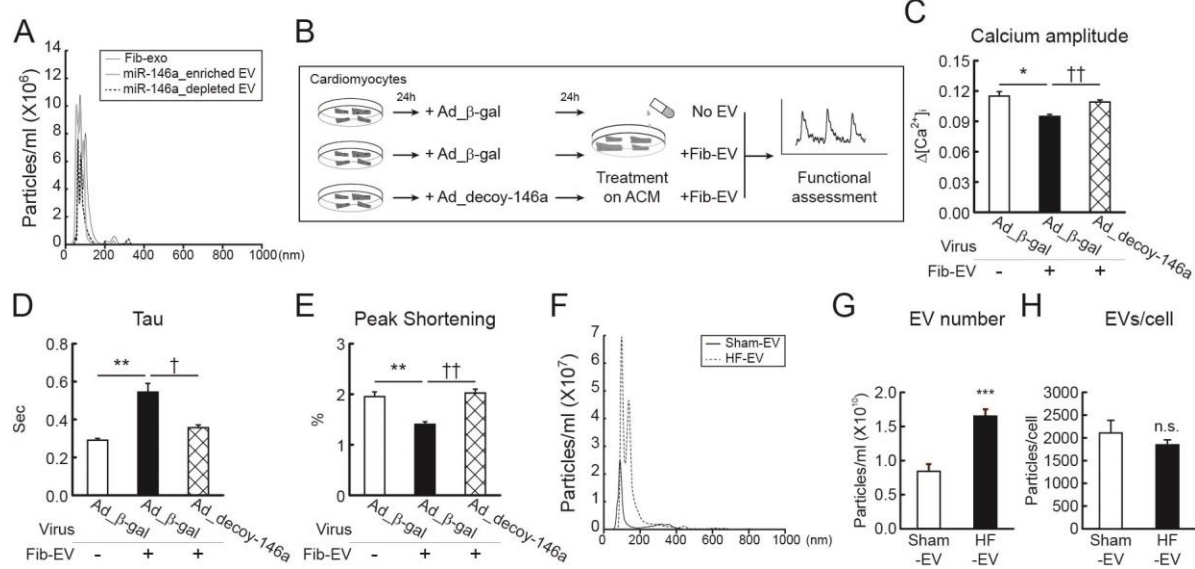 A
Particles/ml (X10⁶)
14
12
10
8
6
4
2
0
0 200 400 600 800 1000 (nm)
Fib-exo
miR-146a_enriched EV
miR-146a_depleted EV
B
Cardiomyocytes
24h
+ Ad_β-gal
24h
No EV
+ Ad_β-gal
+Fib-EV
+ Ad_decoy-146a
+Fib-EV
Treatment
on ACM
Functional
assessment
C
Calcium amplitude
Δ[Ca²⁺]i
0.15
0.12
0.09
0.06
0.03
0.00
* ††
Ad_β-gal
Ad_β-gal
Ad_decoy-146a
Virus
Fib-EV - + +
D
Tau
Sec
0.8
0.6
0.4
0.2
0.0
** †
Ad_β-gal
Ad_β-gal
Ad_decoy-146a
Virus
Fib-EV - + +
E
Peak Shortening
%
3
2
1
0
** ††
Ad_β-gal
Ad_β-gal
Ad_decoy-146a
Virus
Fib-EV - + +
F
Particles/ml (X10⁷)
7
6
5
4
3
2
1
0
0 200 400 600 800 1000 (nm)
Sham-EV
HF-EV
G
EV number
Particles/ml (X10¹⁰)
2.0
1.5
1.0
0.5
0.0
***
Sham
-EV
HF
-EV
H
EVs/cell
Particles/cell
3000
2500
2000
1500
1000
500
0
n.s.
Sham
-EV
HF
-EV